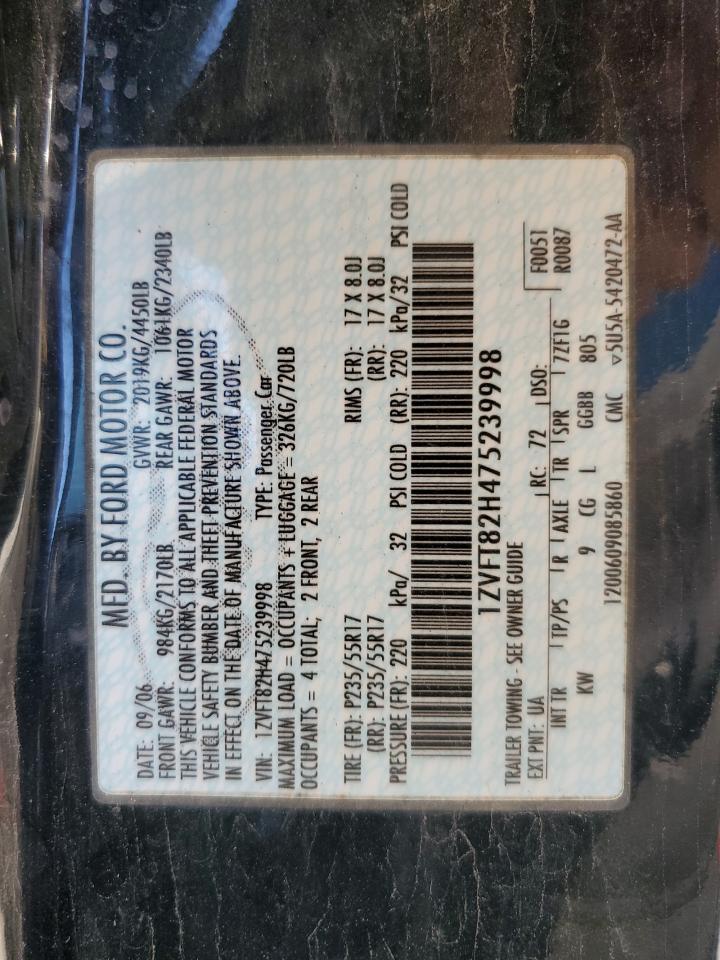 MFD. BY FORD MOTOR CO.
DATE: 09/06 GVWR: 2019KG/4450LB
FRONT GAWR: 984KG/2170LB REAR GAWR: 1061KG/2340LB
THIS VEHICLE CONFORMS TO ALL APPLICABLE FEDERAL MOTOR
VEHICLE SAFETY BUMBER AND THEFT PREVENTION STANDARDS
IN EFFECT ON THE DATE OF MANUFACTURE SHOWN ABOVE.
VIN: 1ZVFT82H475239998 TYPE: Passenger Car
MAXIMUM LOAD = OCCUPANTS + LUGGAGE = 326KG/720LB
OCCUPANTS = 4 TOTAL; 2 FRONT, 2 REAR
TIRE (FR): P235/55R17 RIMS (FR): 17 X 8.0J
(RR): P235/55R17 (RR): 17 X 8.0J
PRESSURE (FR): 220 kPa/ 32 PSI COLD (RR): 220 kPa/32 PSI COLD
1ZVFT82H475239998
TRAILER TOWING - SEE OWNER GUIDE
EXT PNT: UA RC: 72 DSO: F0051
INT TR TP/PS R AXLE TR SPR 7Z F1G R0087
KW 9 CG L GGBB 805
1200609085860 CMC v5U5A-5420472-AA